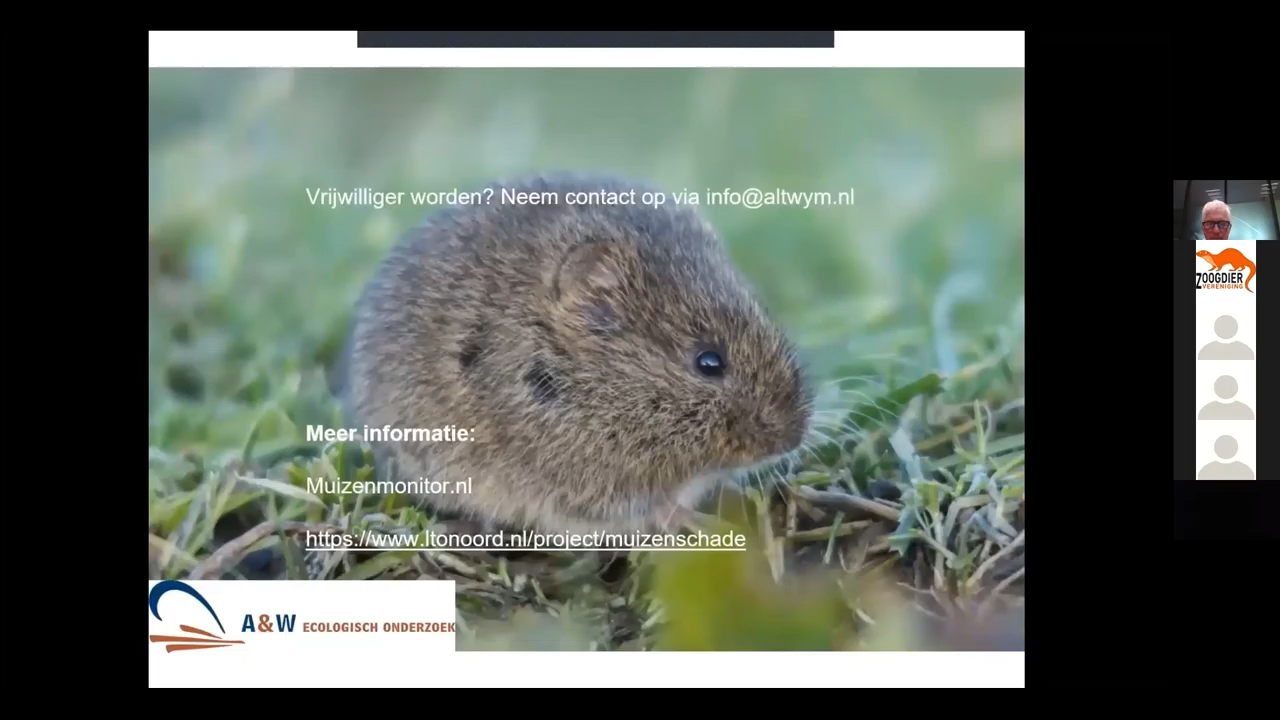 Vrijwilliger worden? Neem contact op via info@altwym.nl
Meer informatie:
Muizenmonitor.nl
https://www.ltonoord.nl/project/muizenschade
A&W ECOLOGISCH ONDERZOEK
ZOOGDIER
VERENIGING